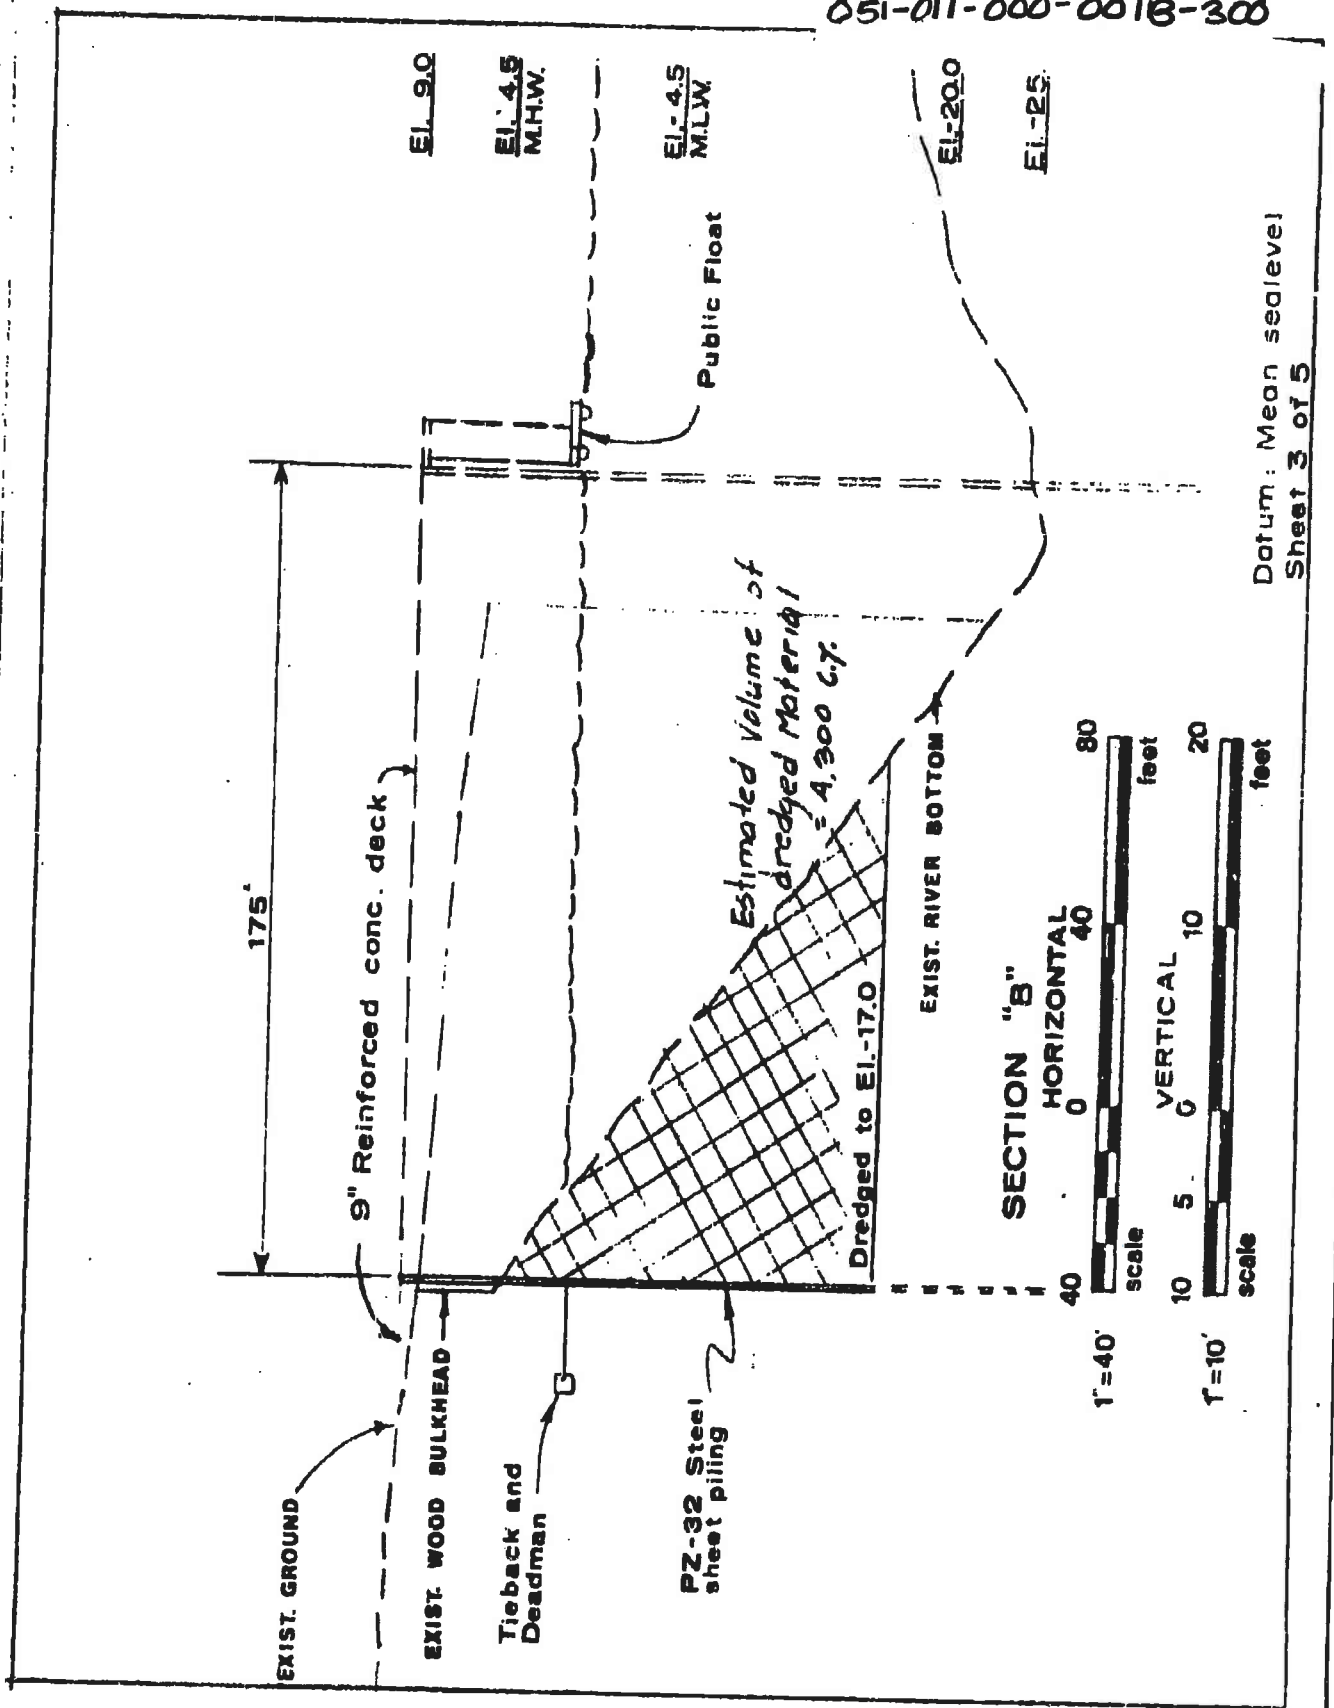 051-011-000-001B-300
El. 9.0
El. 4.5
M.H.W.
El.-4.5
M.L.W.
El.-20.0
El.-25.
Public Float
175'±
9" Reinforced conc. deck
EXIST. GROUND
EXIST. WOOD BULKHEAD
Tieback and
Deadman
PZ-32 Steel
sheet piling
Estimated Volume of
dredged Material
= 4,300 c.y.
Dredged to El.-17.0
EXIST. RIVER BOTTOM
SECTION "B"
HORIZONTAL
40 0 40 80
1"=40' scale feet
VERTICAL
10 5 0 10 20
1"=10' scale feet
Datum: Mean sealevel
Sheet 3 of 5